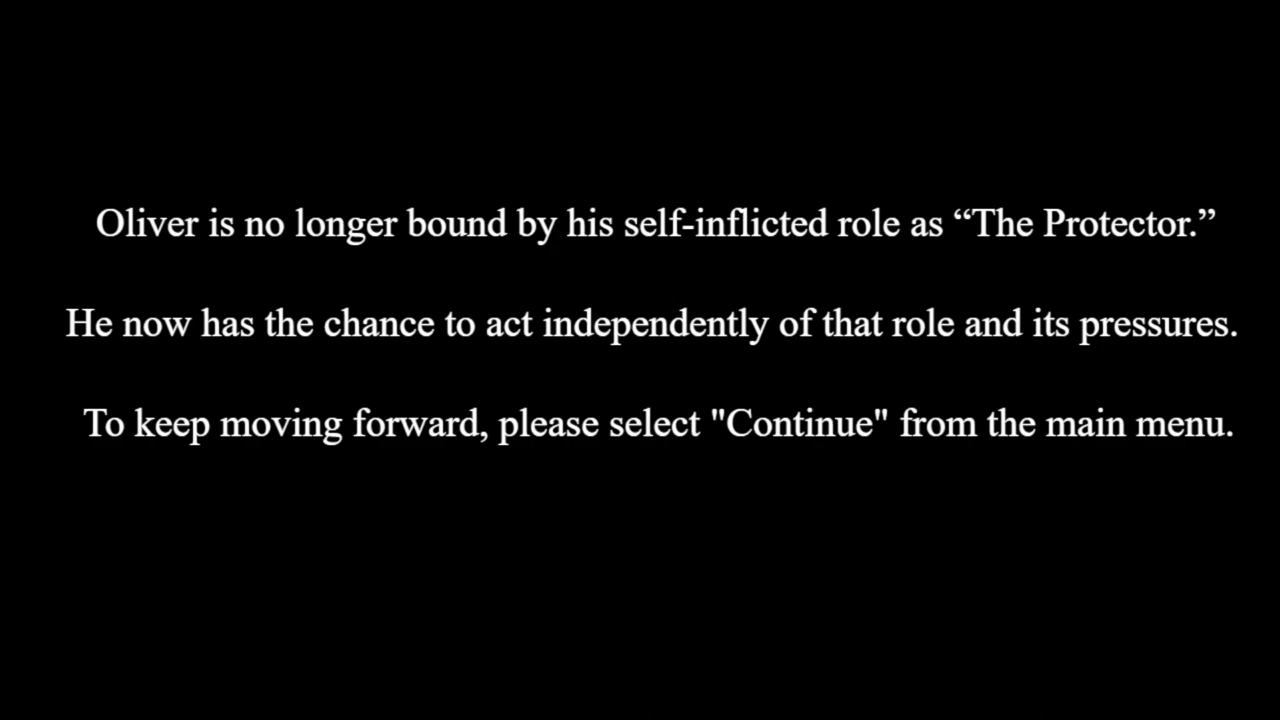 Oliver is no longer bound by his self-inflicted role as “The Protector.”
He now has the chance to act independently of that role and its pressures.
To keep moving forward, please select "Continue" from the main menu.